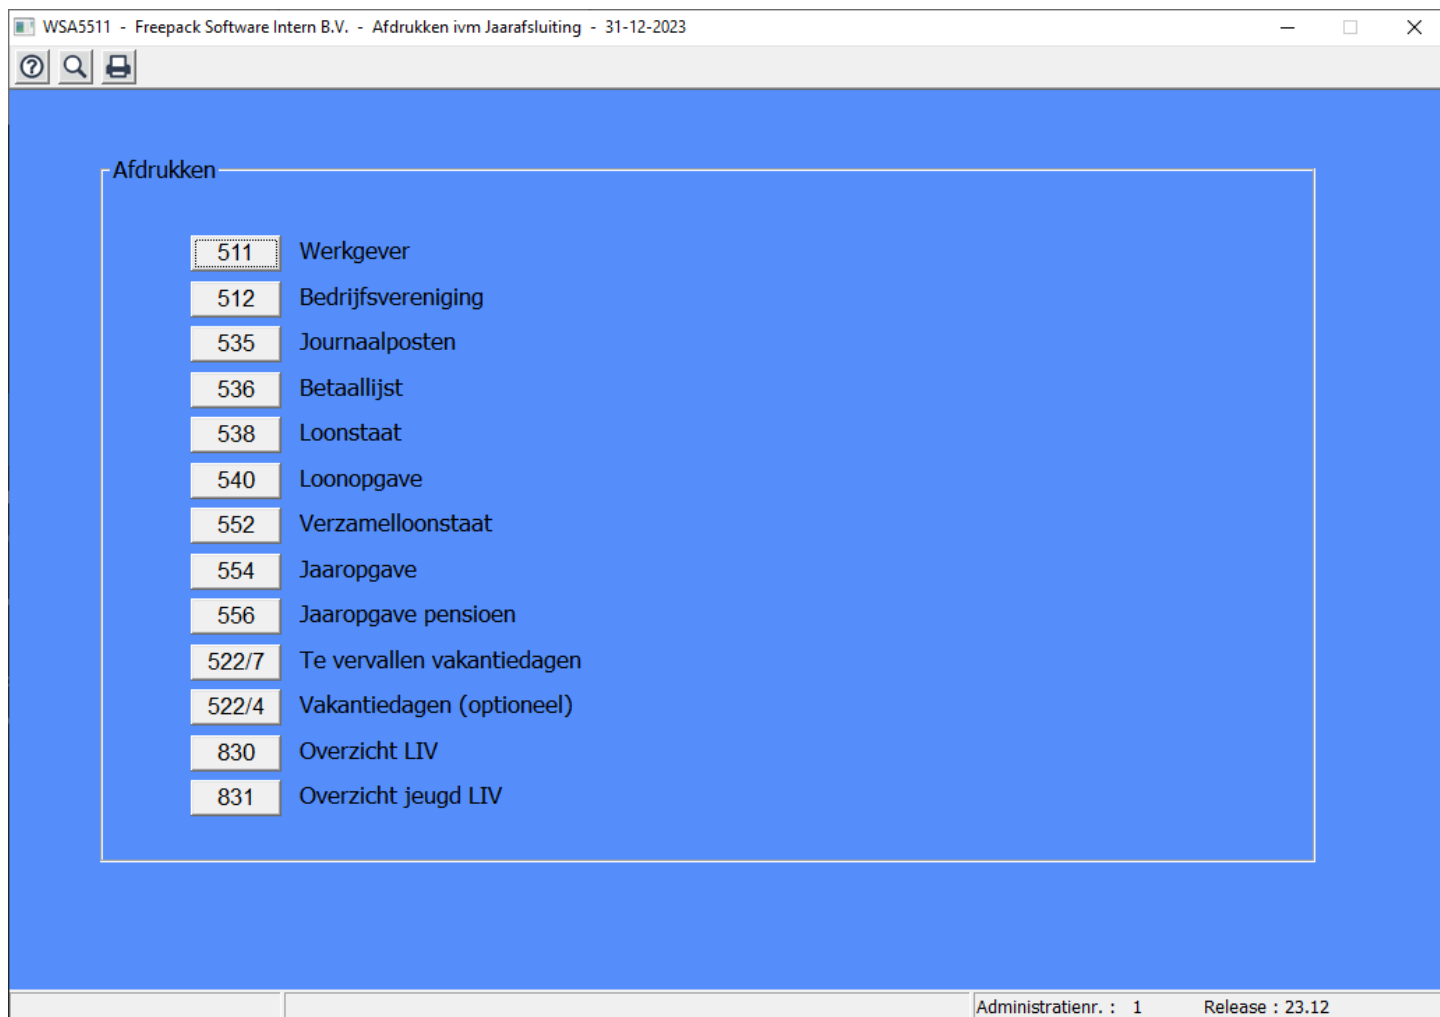 WSA5511 - Freepack Software Intern B.V. - Afdrukken ivm Jaarafsluiting - 31-12-2023
Afdrukken
511 Werkgever
512 Bedrijfsvereniging
535 Journaalposten
536 Betaallijst
538 Loonstaat
540 Loonopgave
552 Verzamelloonstaat
554 Jaaropgave
556 Jaaropgave pensioen
522/7 Te vervallen vakantiedagen
522/4 Vakantiedagen (optioneel)
830 Overzicht LIV
831 Overzicht jeugd LIV
Administratienr. : 1 Release : 23.12